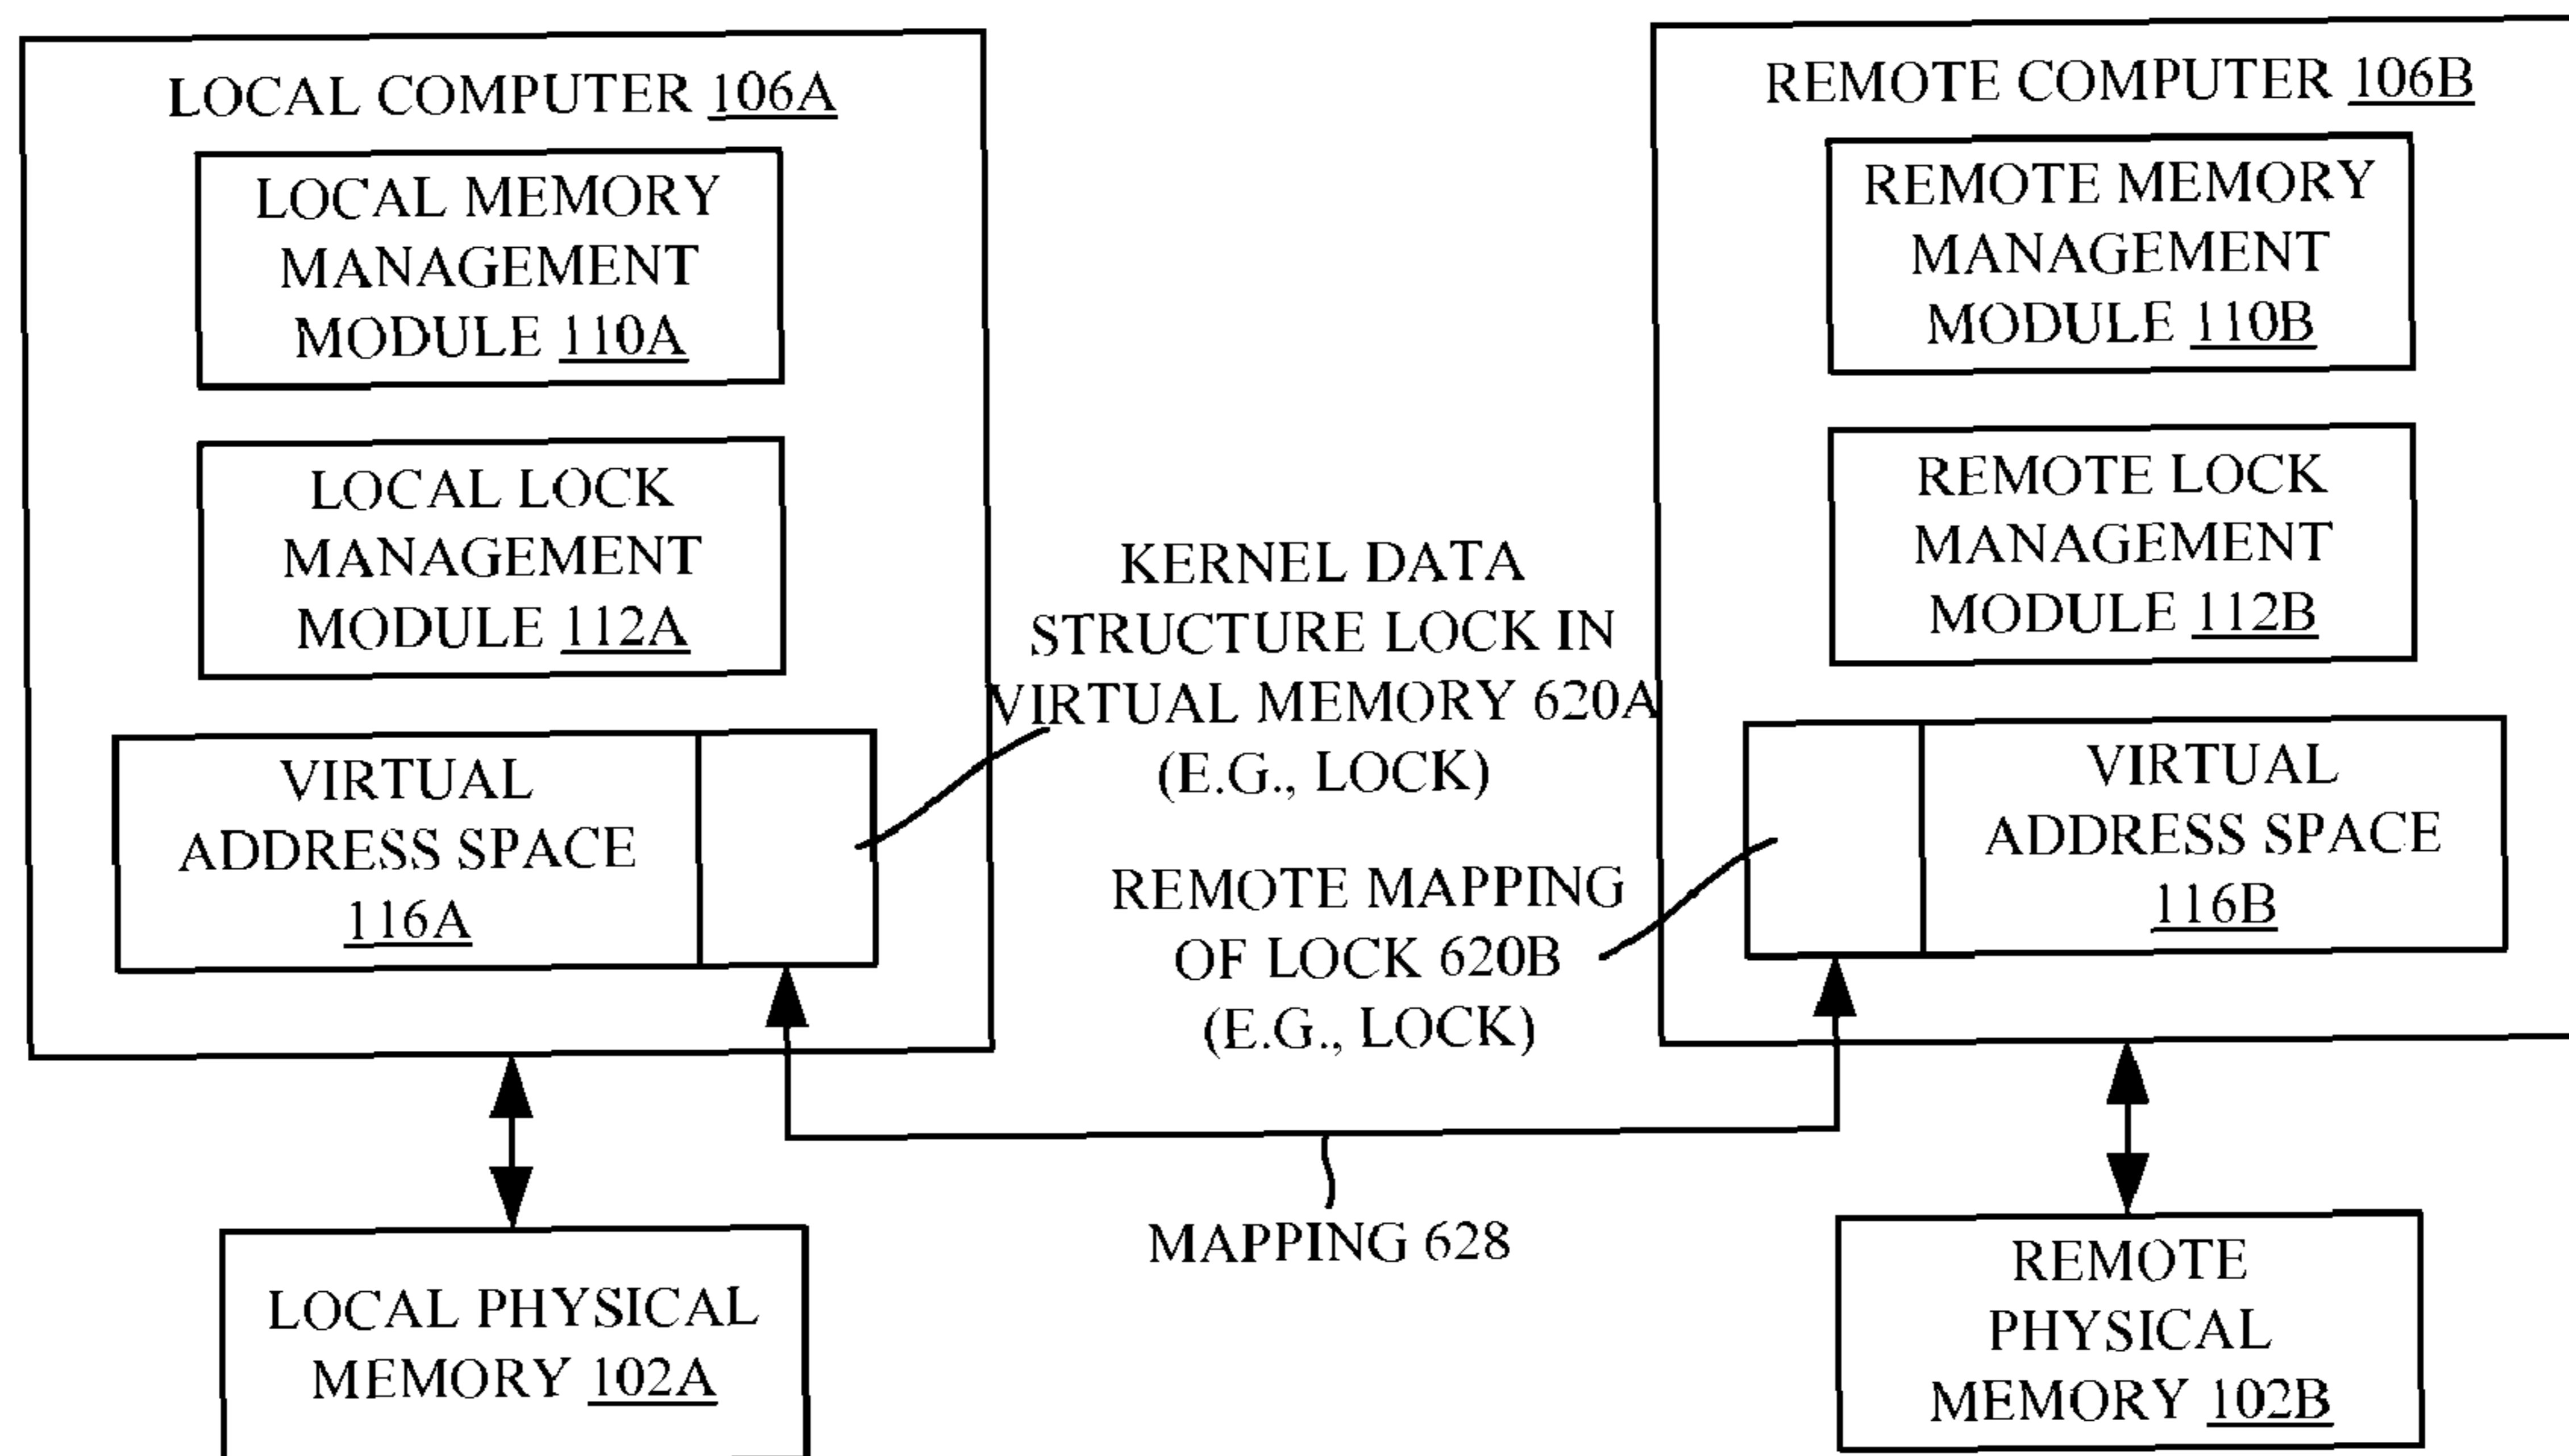 LOCAL COMPUTER 106A
LOCAL MEMORY
MANAGEMENT
MODULE 110A
LOCAL LOCK
MANAGEMENT
MODULE 112A
VIRTUAL
ADDRESS SPACE
116A
KERNEL DATA
STRUCTURE LOCK IN
VIRTUAL MEMORY 620A
(E.G., LOCK)
REMOTE MAPPING
OF LOCK 620B
(E.G., LOCK)
REMOTE COMPUTER 106B
REMOTE MEMORY
MANAGEMENT
MODULE 110B
REMOTE LOCK
MANAGEMENT
MODULE 112B
VIRTUAL
ADDRESS SPACE
116B
LOCAL PHYSICAL
MEMORY 102A
MAPPING 628
REMOTE
PHYSICAL
MEMORY 102B